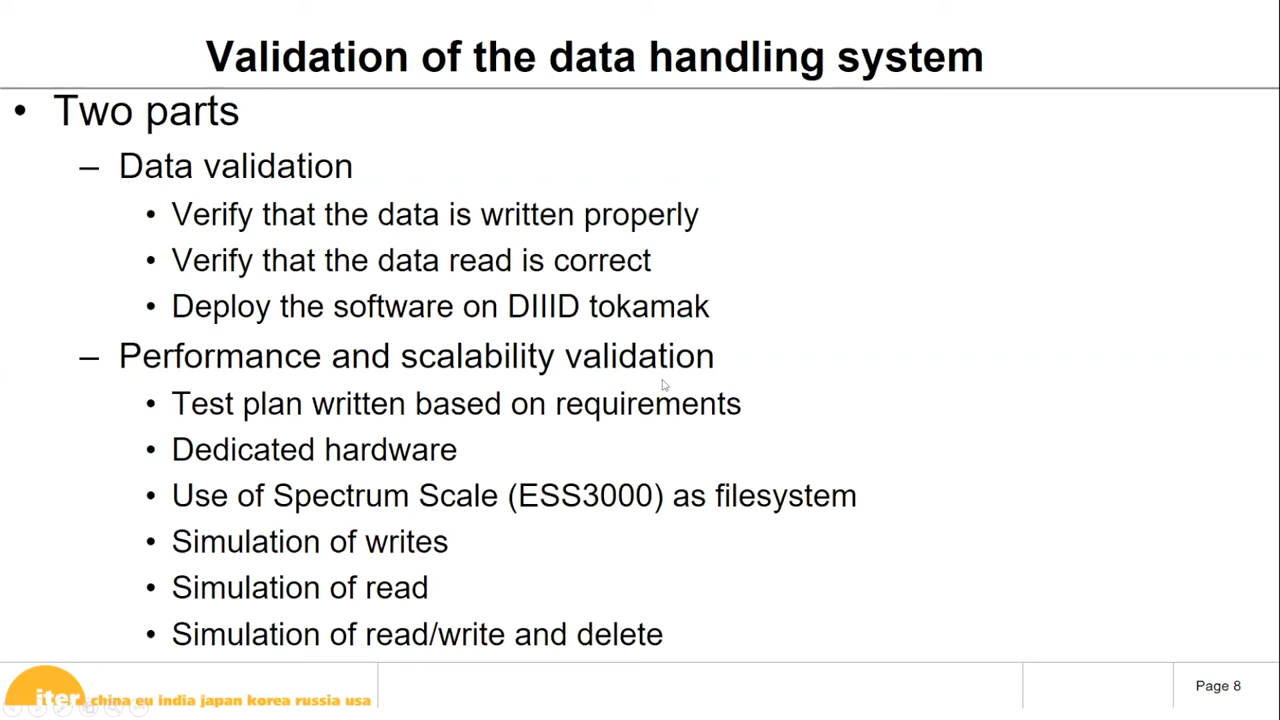 Validation of the data handling system
• Two parts
– Data validation
• Verify that the data is written properly
• Verify that the data read is correct
• Deploy the software on DIIID tokamak
– Performance and scalability validation
• Test plan written based on requirements
• Dedicated hardware
• Use of Spectrum Scale (ESS3000) as filesystem
• Simulation of writes
• Simulation of read
• Simulation of read/write and delete
iter china eu india japan korea russia usa
Page 8